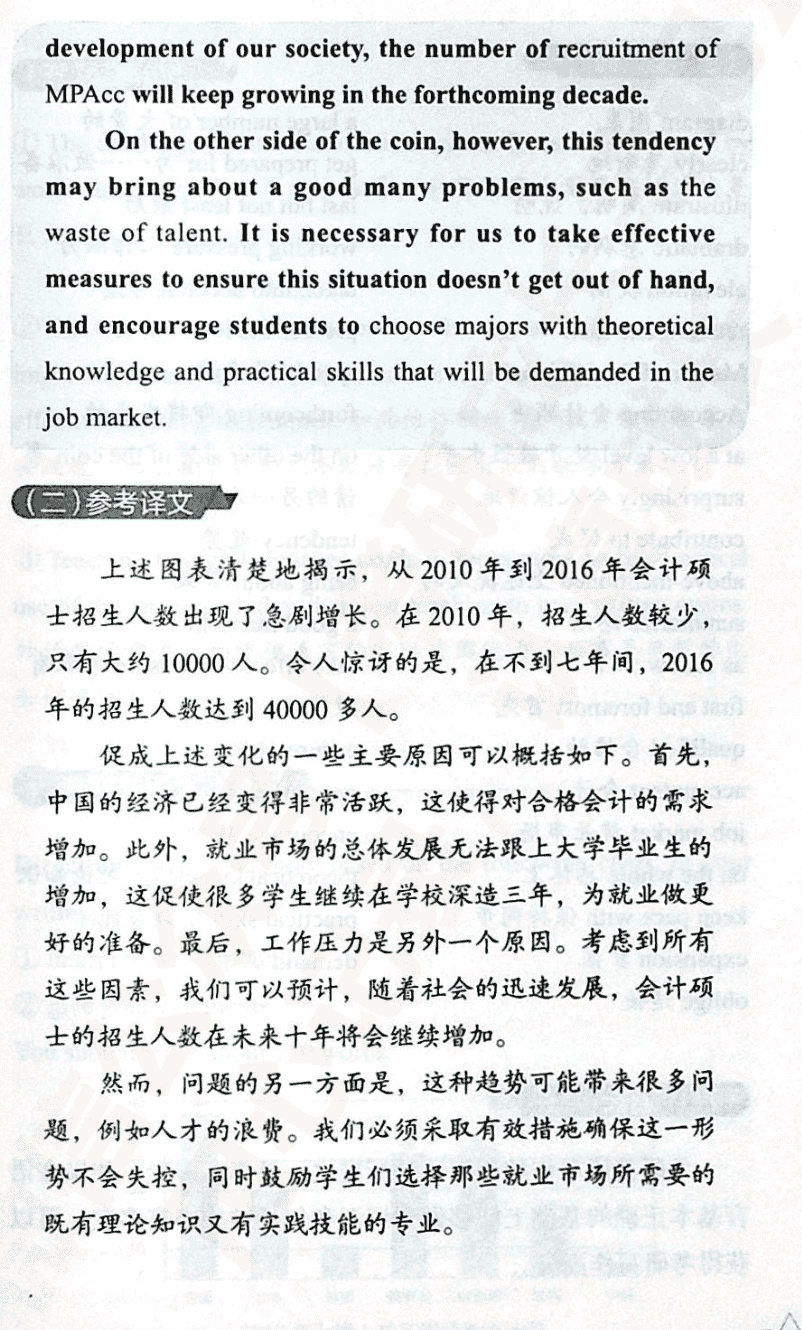 development of our society, the number of recruitment of
MPAcc will keep growing in the forthcoming decade.
On the other side of the coin, however, this tendency
may bring about a good many problems, such as the
waste of talent. It is necessary for us to take effective
measures to ensure this situation doesn't get out of hand,
and encourage students to choose majors with theoretical
knowledge and practical skills that will be demanded in the
job market.
(二)参考译文
上述图表清楚地揭示，从 2010 年到 2016 年会计硕
士招生人数出现了急剧增长。在 2010 年，招生人数较少，
只有大约 10000 人。令人惊讶的是，在不到七年间，2016
年的招生人数达到 40000 多人。
促成上述变化的一些主要原因可以概括如下。首先，
中国的经济已经变得非常活跃，这使得对合格会计的需求
增加。此外，就业市场的总体发展无法跟上大学毕业生的
增加，这促使很多学生继续在学校深造三年，为就业做更
好的准备。最后，工作压力是另外一个原因。考虑到所有
这些因素，我们可以预计，随着社会的迅速发展，会计硕
士的招生人数在未来十年将会继续增加。
然而，问题的另一方面是，这种趋势可能带来很多问
题，例如人才的浪费。我们必须采取有效措施确保这一形
势不会失控，同时鼓励学生们选择那些就业市场所需要的
既有理论知识又有实践技能的专业。